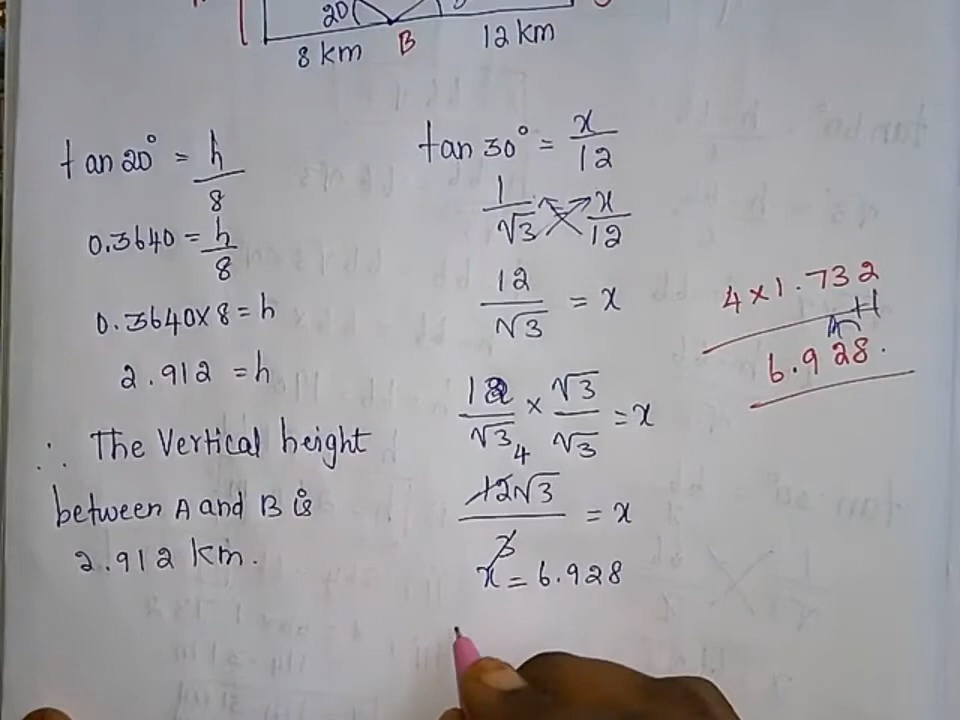 20
8 km B 12 km
tan 20° = h/8
0.3640 = h/8
0.3640 x 8 = h
2.912 = h
∴ The Vertical height
between A and B is
2.912 km.
tan 30° = x/12
1/√3 = x/12
12/√3 = x
12/√3 x √3/√3 = x
4
12√3/3 = x
x = 6.928
4 x 1.732
6.928.